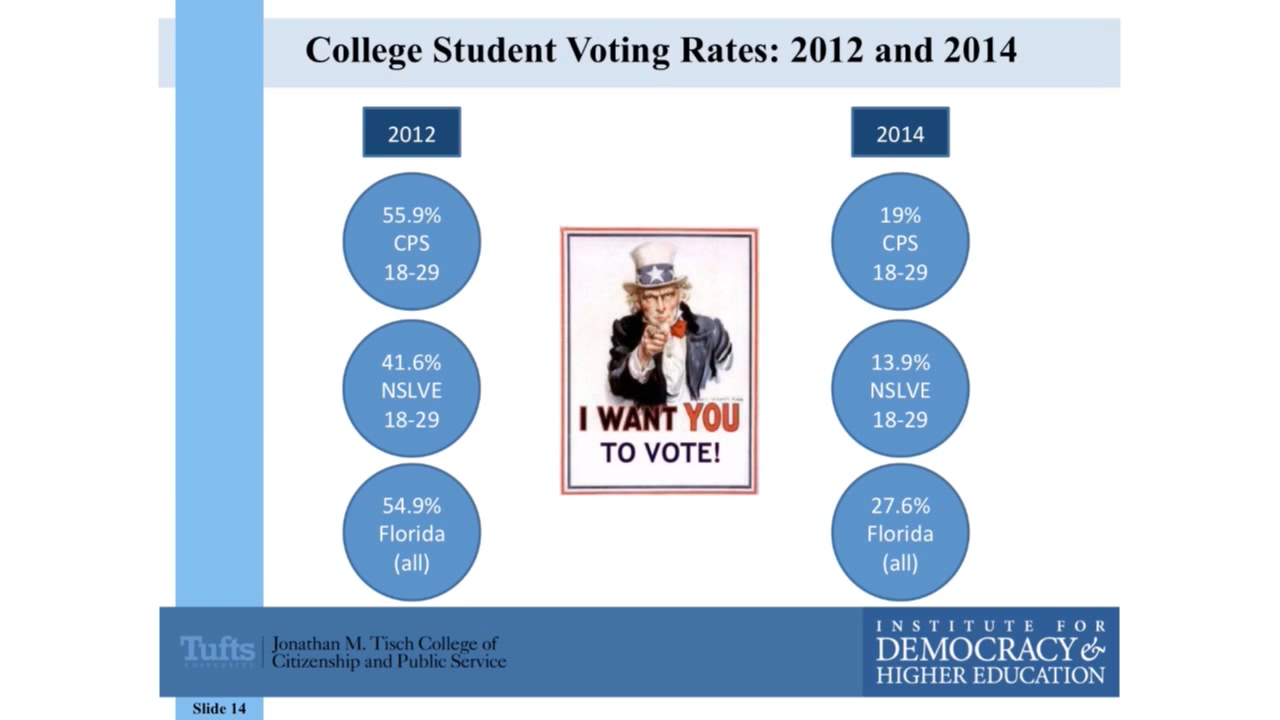 College Student Voting Rates: 2012 and 2014
2012
2014
55.9%
CPS
18-29
19%
CPS
18-29
41.6%
NSLVE
18-29
13.9%
NSLVE
18-29
54.9%
Florida
(all)
27.6%
Florida
(all)
I WANT YOU
TO VOTE!
Tufts
UNIVERSITY
Jonathan M. Tisch College of
Citizenship and Public Service
INSTITUTE FOR
DEMOCRACY &
HIGHER EDUCATION
Slide 14